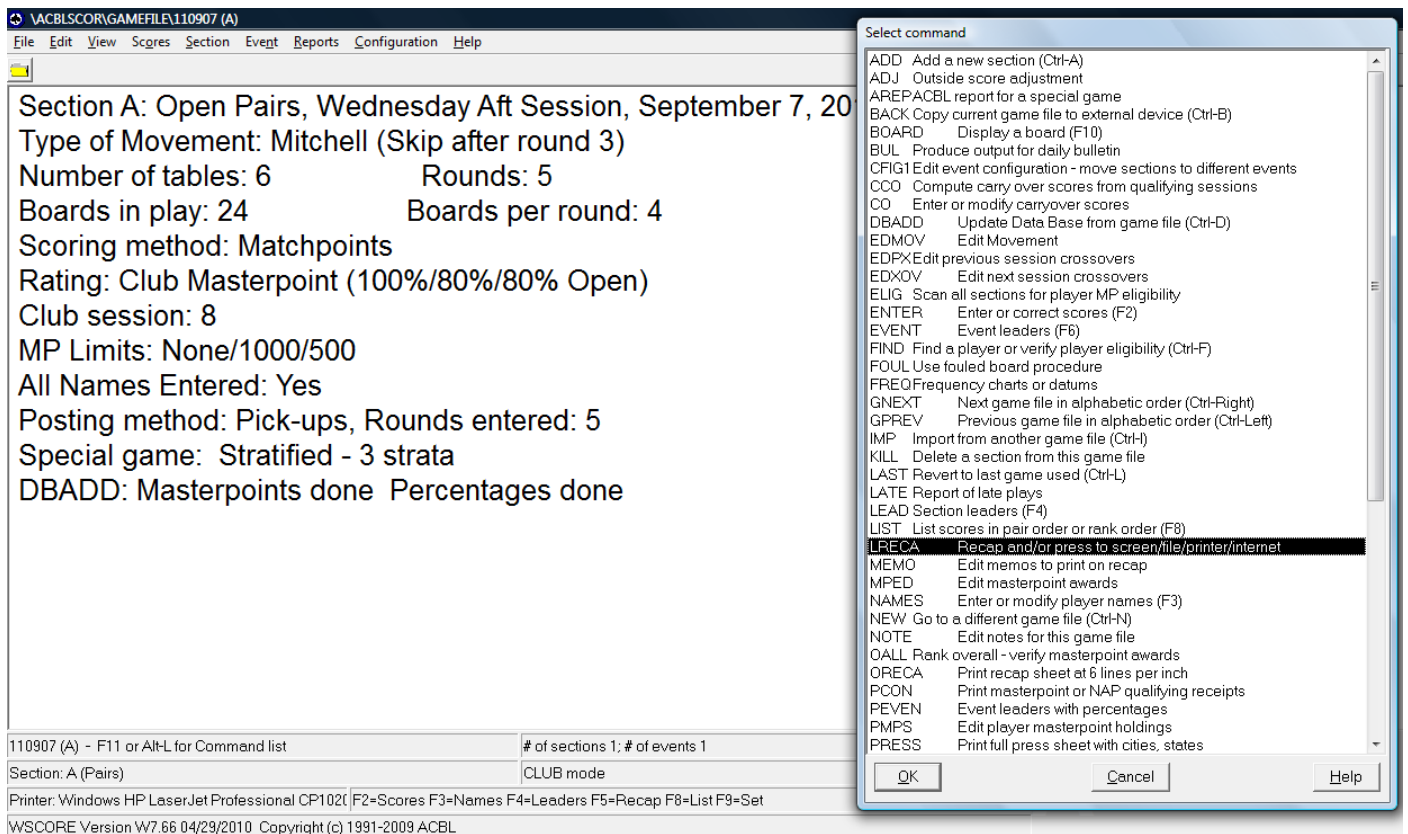 \ACBLSCOR\GAMEFILE\110907 (A)
File Edit View Scores Section Event Reports Configuration Help
Section A: Open Pairs, Wednesday Aft Session, September 7, 20
Type of Movement: Mitchell (Skip after round 3)
Number of tables: 6 Rounds: 5
Boards in play: 24 Boards per round: 4
Scoring method: Matchpoints
Rating: Club Masterpoint (100%/80%/80% Open)
Club session: 8
MP Limits: None/1000/500
All Names Entered: Yes
Posting method: Pick-ups, Rounds entered: 5
Special game: Stratified - 3 strata
DBADD: Masterpoints done Percentages done
110907 (A) - F11 or Alt-L for Command list
# of sections 1; # of events 1
Section: A (Pairs)
CLUB mode
Printer: Windows HP LaserJet Professional CP102
F2=Scores F3=Names F4=Leaders F5=Recap F8=List F9=Set
WSCORE Version W7.66 04/29/2010 Copyright (c) 1991-2009 ACBL
Select command
ADD Add a new section (Ctrl-A)
ADJ Outside score adjustment
AREPACBL report for a special game
BACK Copy current game file to external device (Ctrl-B)
BOARD Display a board (F10)
BUL Produce output for daily bulletin
CFIG1 Edit event configuration - move sections to different events
CCO Compute carry over scores from qualifying sessions
CO Enter or modify carryover scores
DBADD Update Data Base from game file (Ctrl-D)
EDMOV Edit Movement
EDPX Edit previous session crossovers
EDXOV Edit next session crossovers
ELIG Scan all sections for player MP eligibility
ENTER Enter or correct scores (F2)
EVENT Event leaders (F6)
FIND Find a player or verify player eligibility (Ctrl-F)
FOUL Use fouled board procedure
FREQ Frequency charts or datums
GNEXT Next game file in alphabetic order (Ctrl-Right)
GPREV Previous game file in alphabetic order (Ctrl-Left)
IMP Import from another game file (Ctrl-I)
KILL Delete a section from this game file
LAST Revert to last game used (Ctrl-L)
LATE Report of late plays
LEAD Section leaders (F4)
LIST List scores in pair order or rank order (F8)
LRECA Recap and/or press to screen/file/printer/internet
MEMO Edit memos to print on recap
MPED Edit masterpoint awards
NAMES Enter or modify player names (F3)
NEW Go to a different game file (Ctrl-N)
NOTE Edit notes for this game file
OALL Rank overall - verify masterpoint awards
ORECA Print recap sheet at 6 lines per inch
PCON Print masterpoint or NAP qualifying receipts
PEVEN Event leaders with percentages
PMPS Edit player masterpoint holdings
PRESS Print full press sheet with cities, states
OK Cancel Help